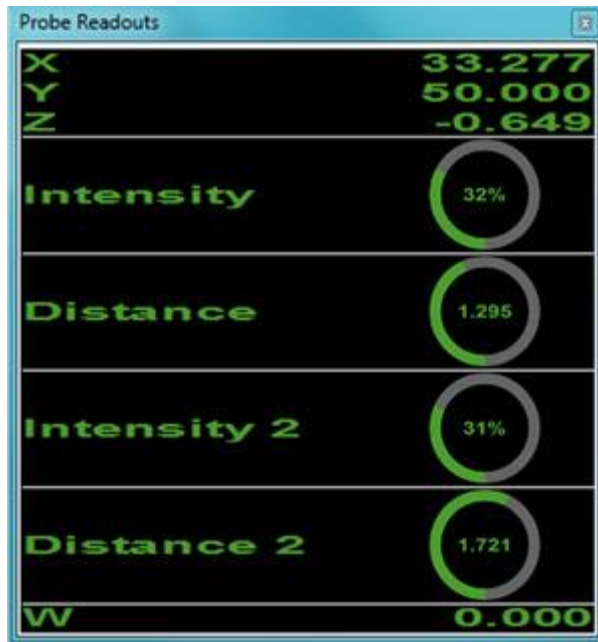 Probe Readouts
X 33.277
Y 50.000
Z -0.649
Intensity 32%
Distance 1.295
Intensity 2 31%
Distance 2 1.721
W 0.000